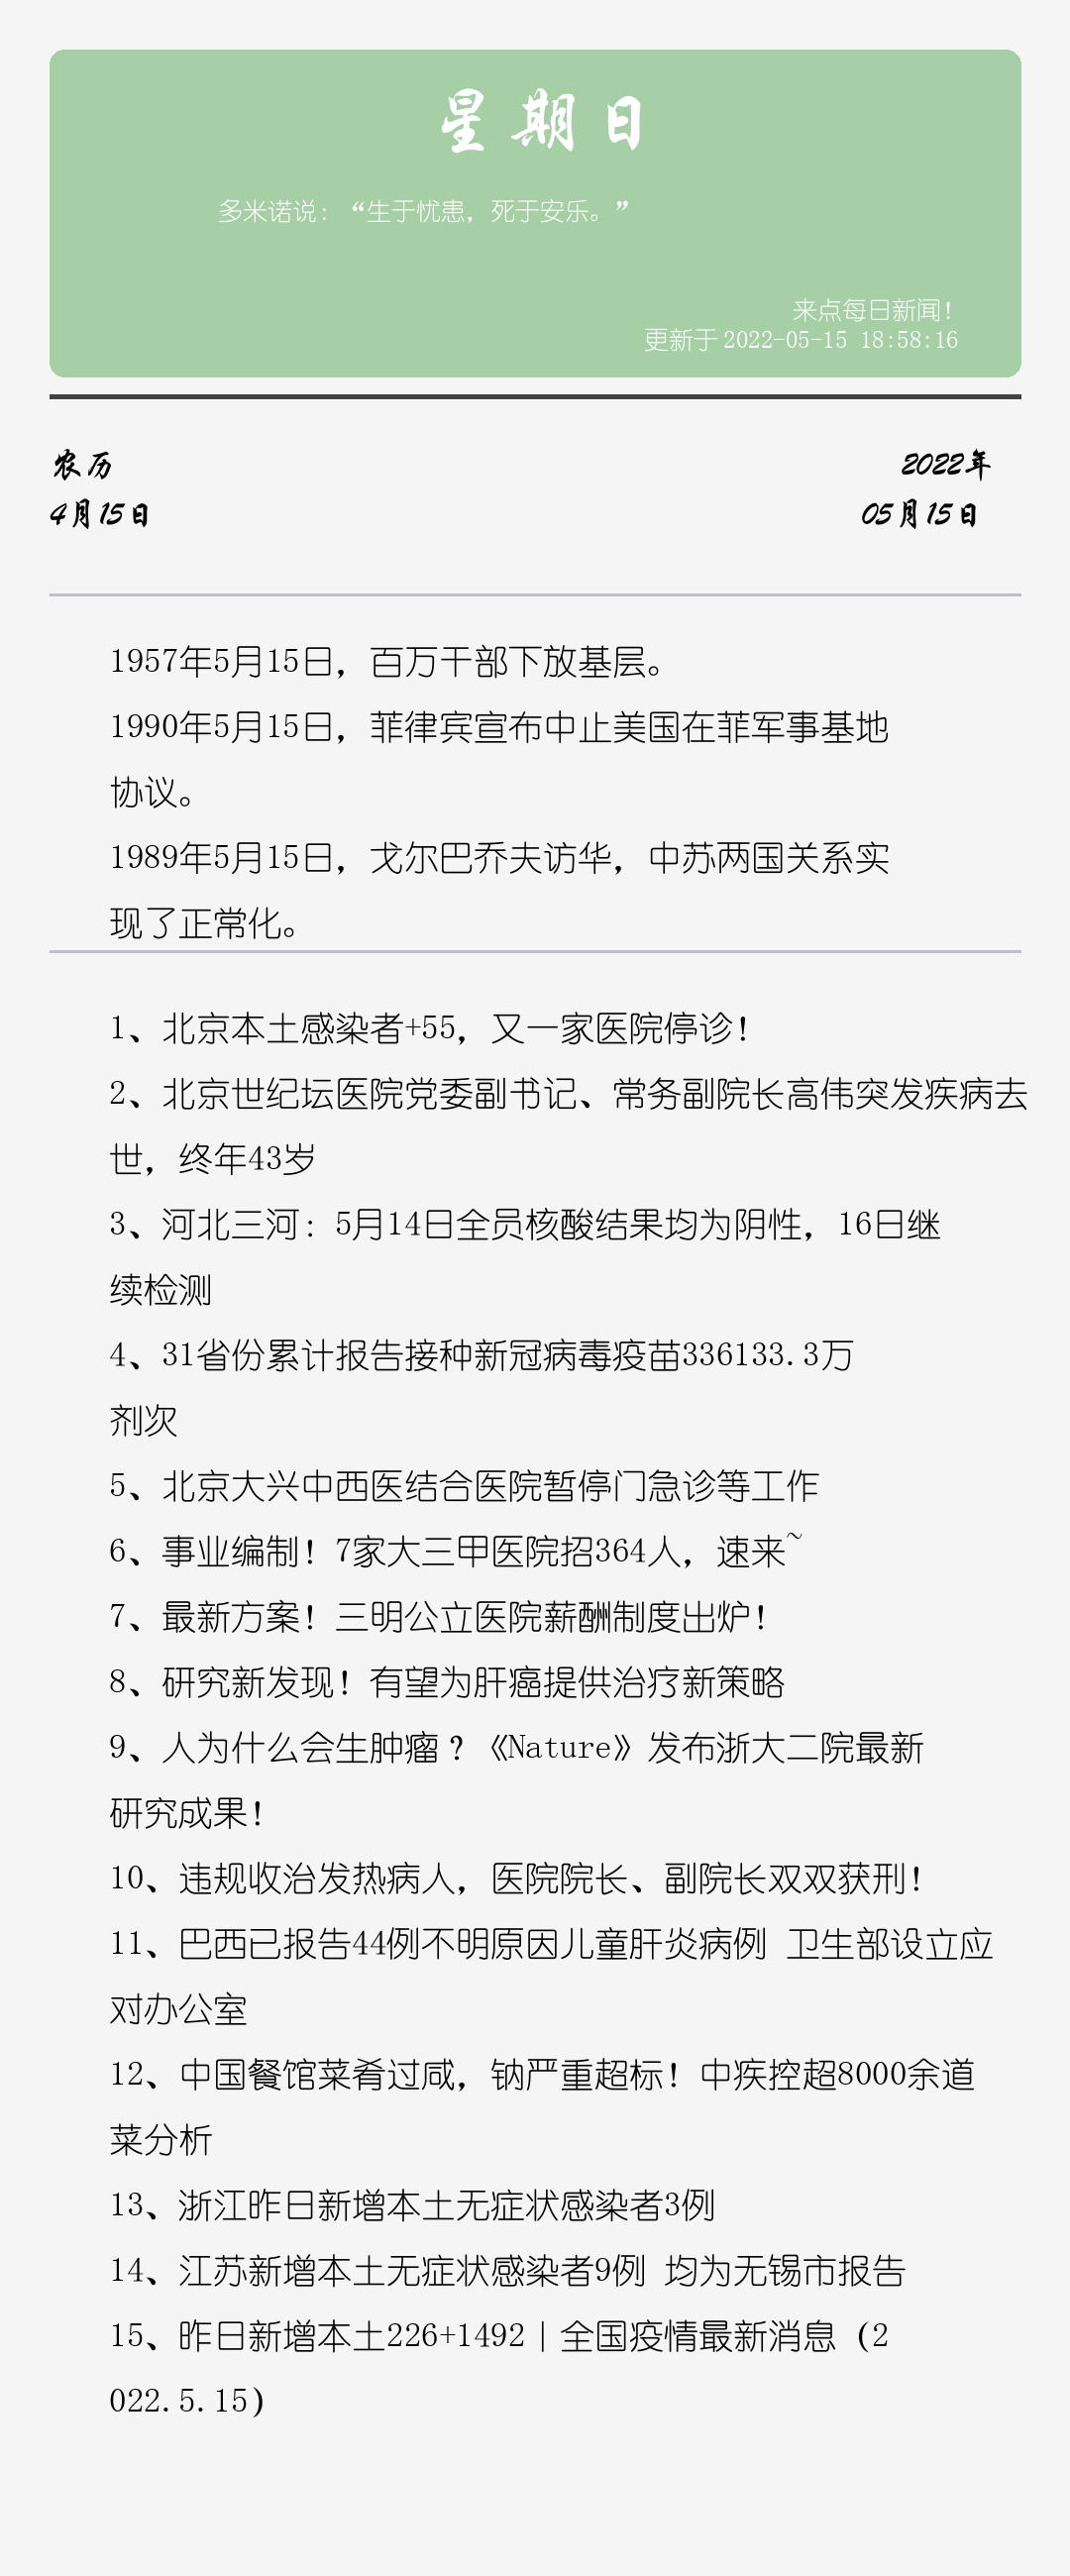 星期日
多米诺说：“生于忧患，死于安乐。”
来点每日新闻！
更新于2022-05-15 18:58:16
农历
2022年
4月15日
05月15日
1957年5月15日，百万干部下放基层。
1990年5月15日，菲律宾宣布中止美国在菲军事基地
协议。
1989年5月15日，戈尔巴乔夫访华，中苏两国关系实
现了正常化。
1、北京本土感染者+55，又一家医院停诊！
2、北京世纪坛医院党委副书记、常务副院长高伟突发疾病去
世，终年43岁
3、河北三河：5月14日全员核酸结果均为阴性，16日继
续检测
4、31省份累计报告接种新冠病毒疫苗336133.3万
剂次
5、北京大兴中西医结合医院暂停门急诊等工作
6、事业编制！7家大三甲医院招364人，速来~
7、最新方案！三明公立医院薪酬制度出炉！
8、研究新发现！有望为肝癌提供治疗新策略
9、人为什么会生肿瘤？《Nature》发布浙大二院最新
研究成果！
10、违规收治发热病人，医院院长、副院长双双获刑！
11、巴西已报告44例不明原因儿童肝炎病例 卫生部设立应
对办公室
12、中国餐馆菜肴过咸，钠严重超标！中疾控超8000余道
菜分析
13、浙江昨日新增本土无症状感染者3例
14、江苏新增本土无症状感染者9例 均为无锡市报告
15、昨日新增本土226+1492｜全国疫情最新消息（2
022.5.15）